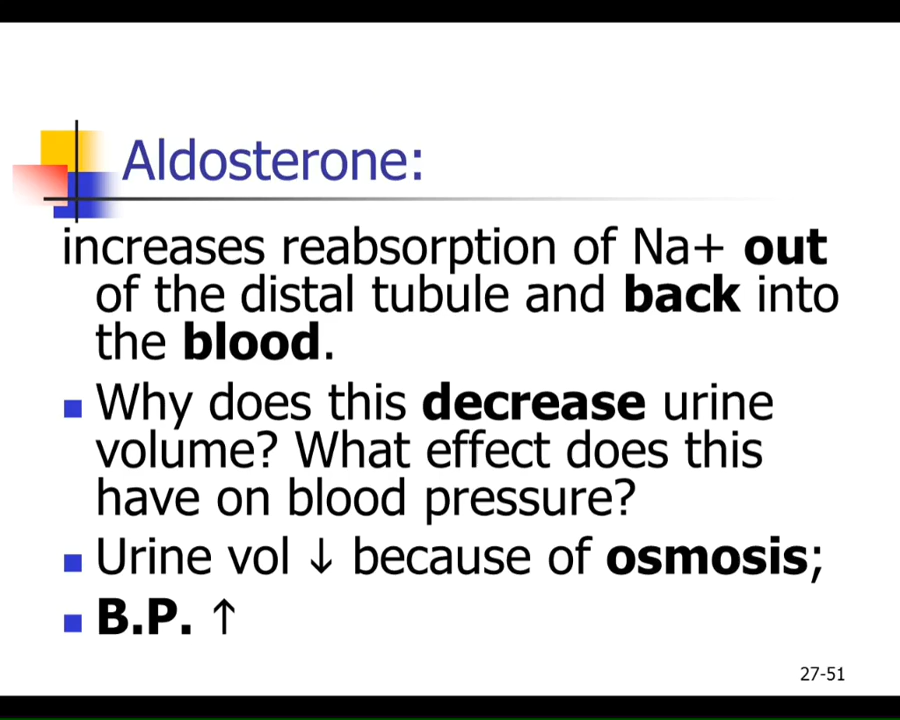 Aldosterone:
increases reabsorption of Na+ out
of the distal tubule and back into
the blood.
Why does this decrease urine
volume? What effect does this
have on blood pressure?
Urine vol ↓ because of osmosis;
B.P. ↑
27-51